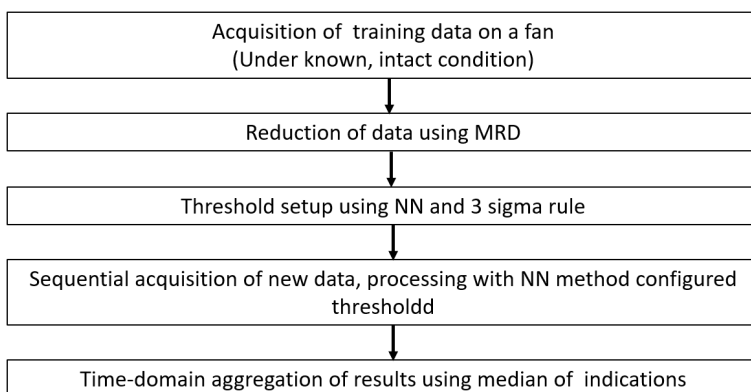 Acquisition of training data on a fan
(Under known, intact condition)
Reduction of data using MRD
Threshold setup using NN and 3 sigma rule
Sequential acquisition of new data, processing with NN method configured
thresholdd
Time-domain aggregation of results using median of indications